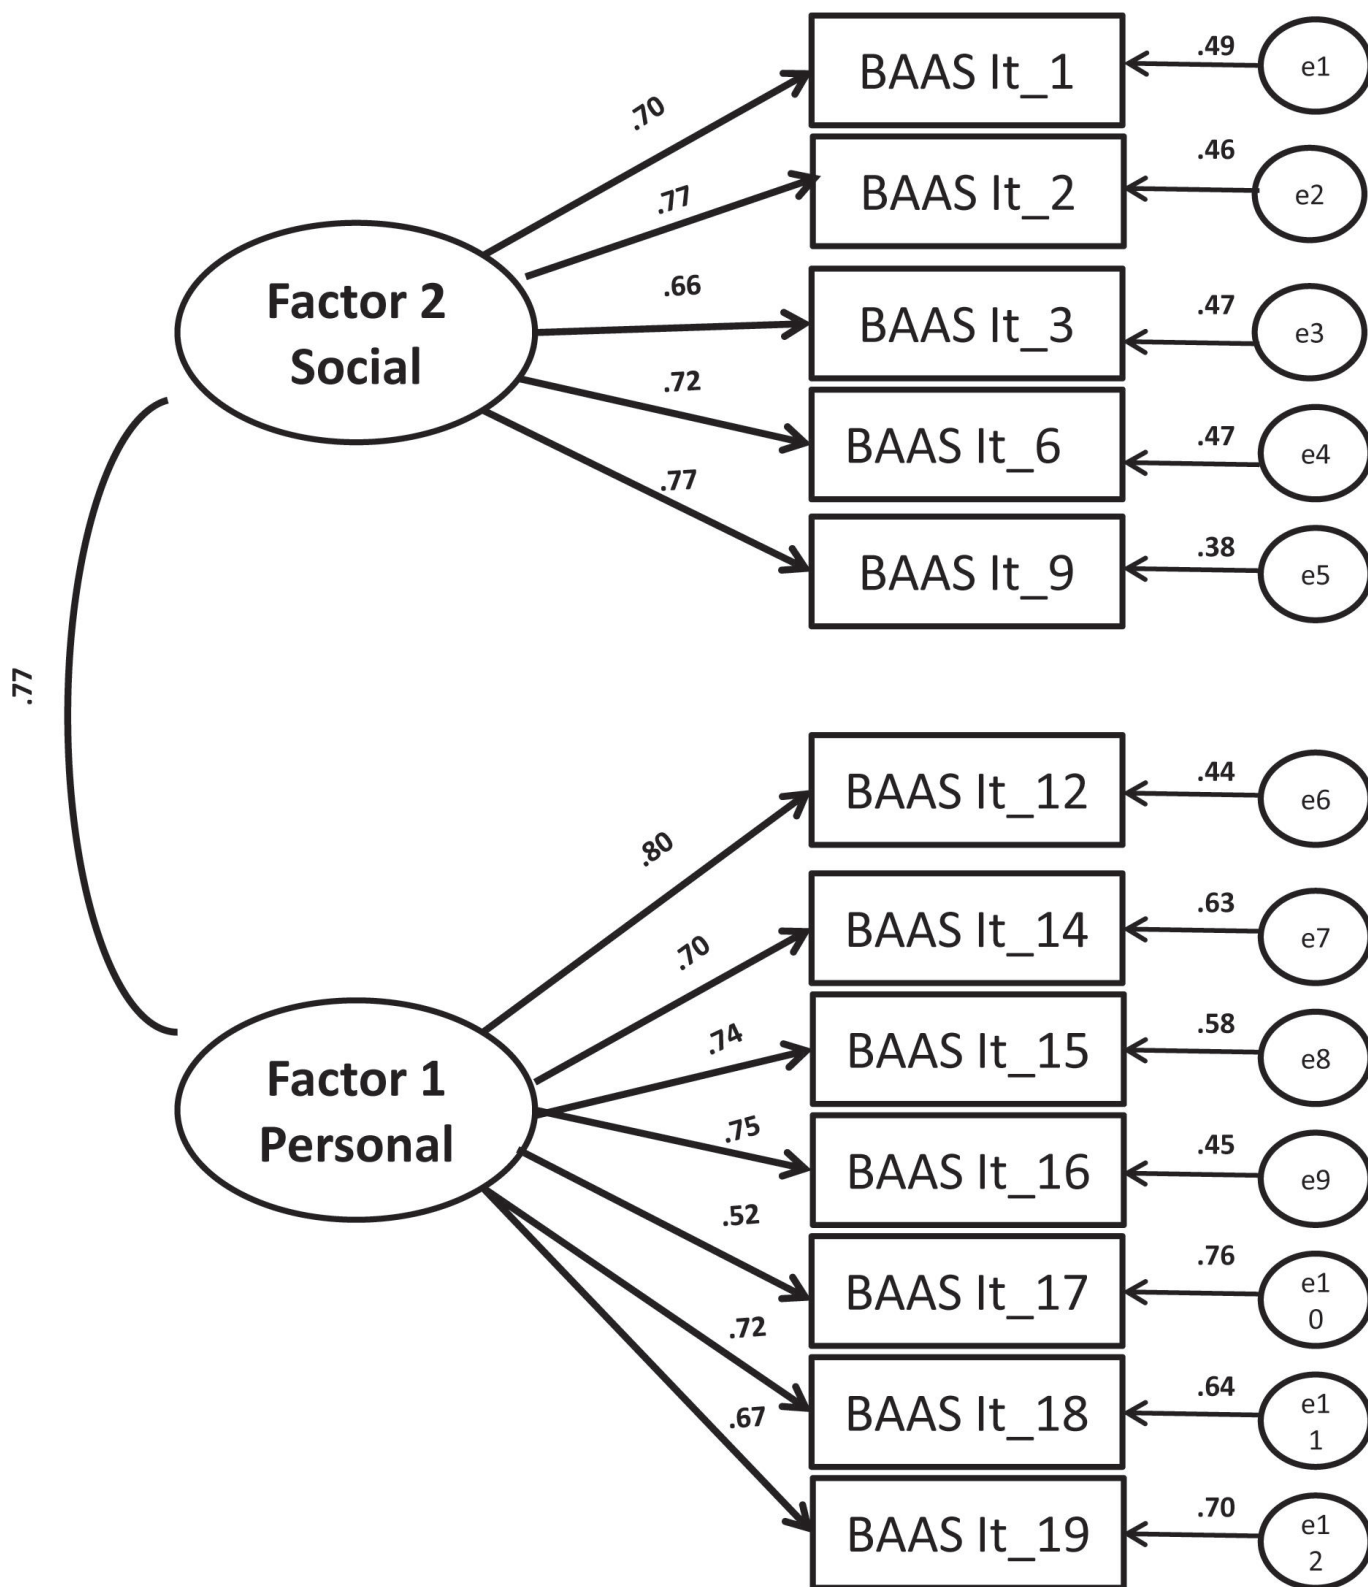 .70
BAAS It_1
.49
e1
.77
BAAS It_2
.46
e2
Factor 2
Social
.66
BAAS It_3
.47
e3
.72
BAAS It_6
.47
e4
.77
BAAS It_9
.38
e5
.77
.80
BAAS It_12
.44
e6
.70
BAAS It_14
.63
e7
Factor 1
Personal
.74
BAAS It_15
.58
e8
.75
BAAS It_16
.45
e9
.52
BAAS It_17
.76
e1
0
.72
BAAS It_18
.64
e1
1
.67
BAAS It_19
.70
e1
2